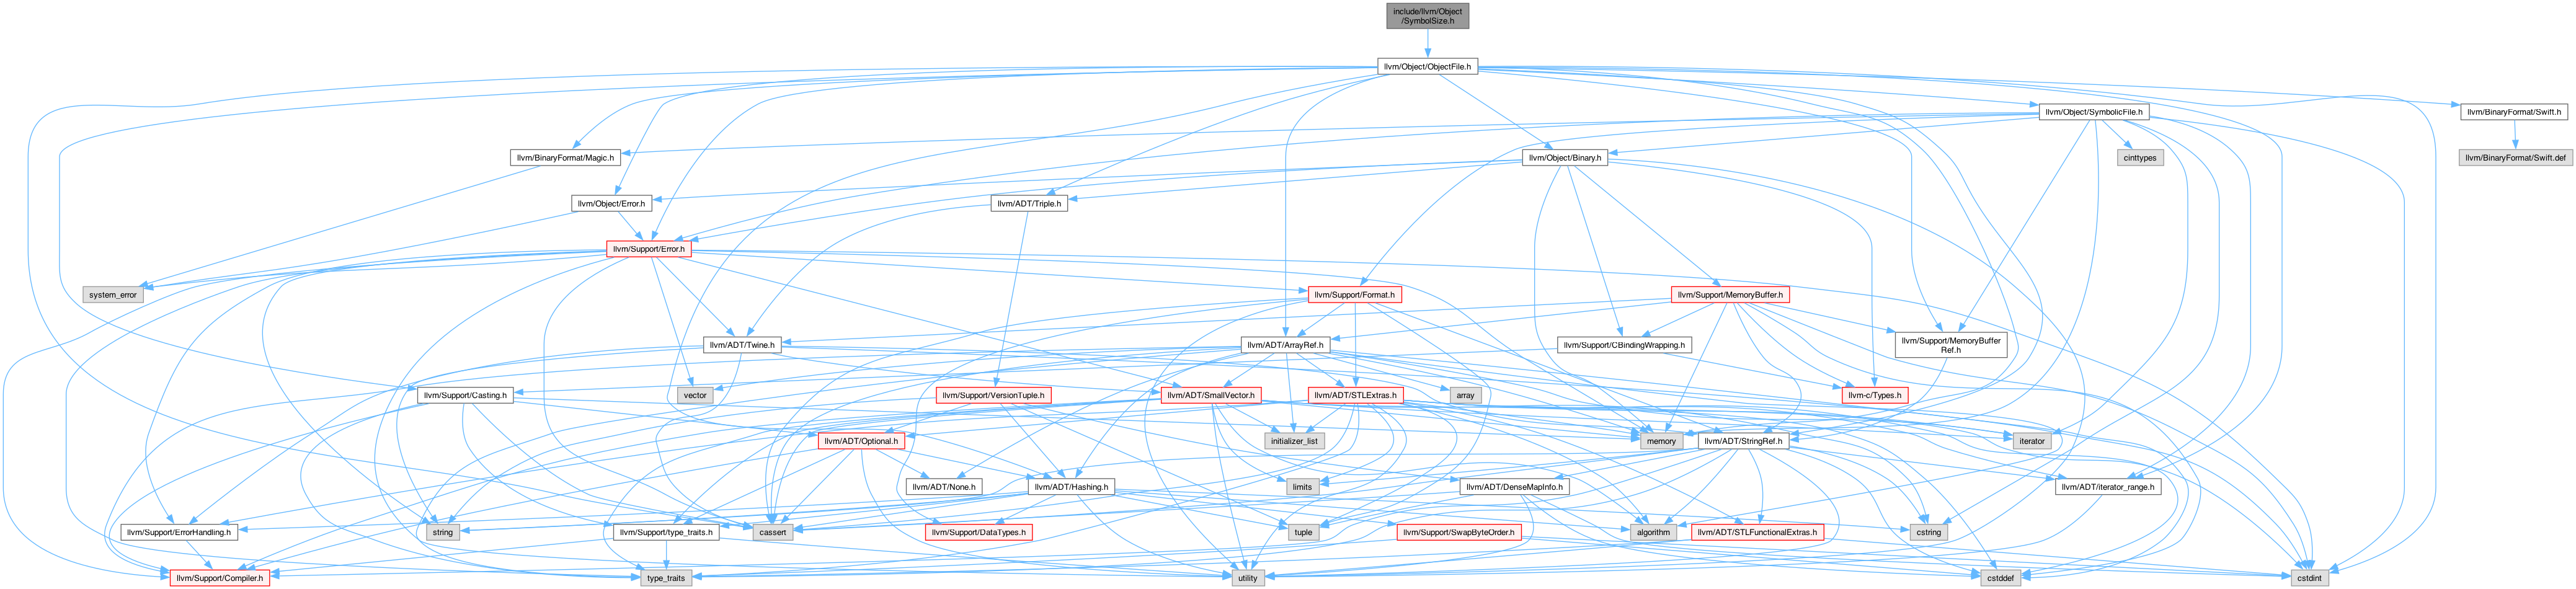 include/llvm/Object
/SymbolSize.h
llvm/Object/ObjectFile.h
llvm/Object/SymbolicFile.h
llvm/BinaryFormat/Swift.h
llvm/BinaryFormat/Magic.h
llvm/Object/Binary.h
cinttypes
llvm/BinaryFormat/Swift.def
llvm/Object/Error.h
llvm/ADT/Triple.h
llvm/Support/Error.h
system_error
llvm/Support/Format.h
llvm/Support/MemoryBuffer.h
llvm/ADT/Twine.h
llvm/ADT/ArrayRef.h
llvm/Support/CBindingWrapping.h
llvm/Support/MemoryBuffer
Ref.h
llvm/Support/Casting.h
vector
llvm/Support/VersionTuple.h
llvm/ADT/SmallVector.h
llvm/ADT/STLExtras.h
array
llvm-c/Types.h
llvm/ADT/Optional.h
initializer_list
memory
llvm/ADT/StringRef.h
iterator
llvm/ADT/None.h
llvm/ADT/Hashing.h
limits
llvm/ADT/DenseMapInfo.h
llvm/ADT/iterator_range.h
llvm/Support/ErrorHandling.h
string
llvm/Support/type_traits.h
cassert
llvm/Support/DataTypes.h
tuple
llvm/Support/SwapByteOrder.h
algorithm
llvm/ADT/STLFunctionalExtras.h
cstring
llvm/Support/Compiler.h
type_traits
utility
cstddef
cstdint